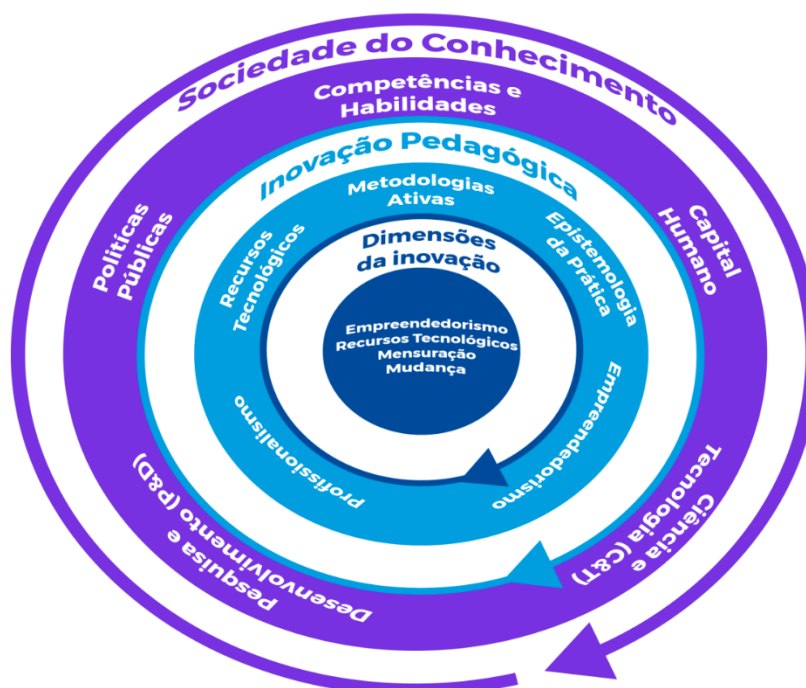 Sociedade do Conhecimento
Competências e
Habilidades
Políticas
Públicas
Capital
Humano
Ciência e
Tecnologia (C&T)
Pesquisa e
Desenvolvimento (P&D)
Inovação Pedagógica
Metodologias
Ativas
Recursos
Tecnológicos
Epistemologia
da Prática
Empreendedorismo
Profissionalismo
Dimensões
da inovação
Empreendedorismo
Recursos Tecnológicos
Mensuração
Mudança